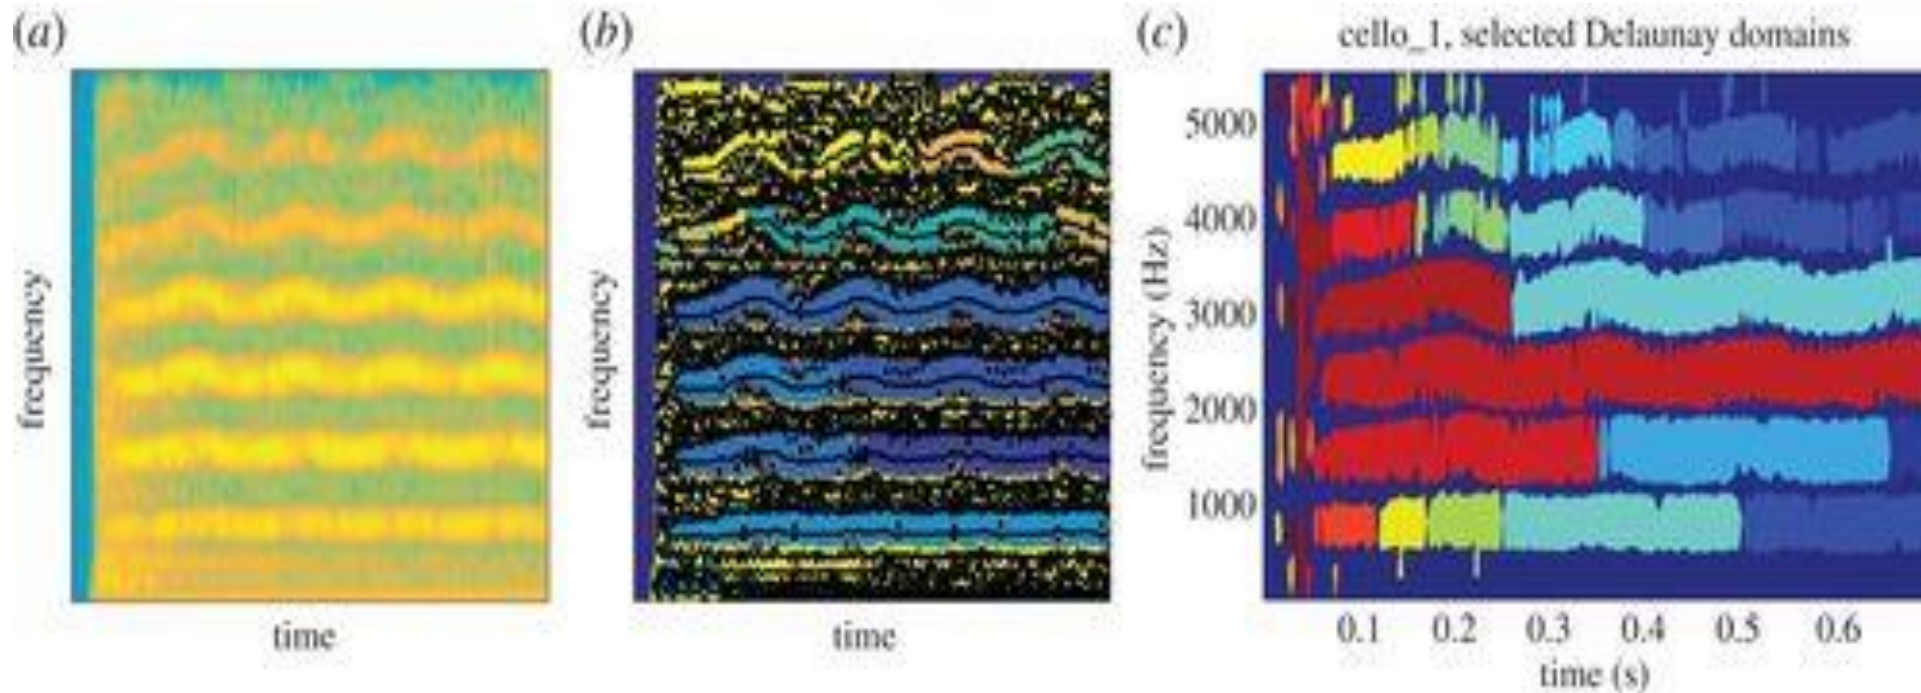 (a)
frequency
time
(b)
frequency
time
(c)
cello_1, selected Delaunay domains
frequency (Hz)
5000
4000
3000
2000
1000
0.1 0.2 0.3 0.4 0.5 0.6
time (s)